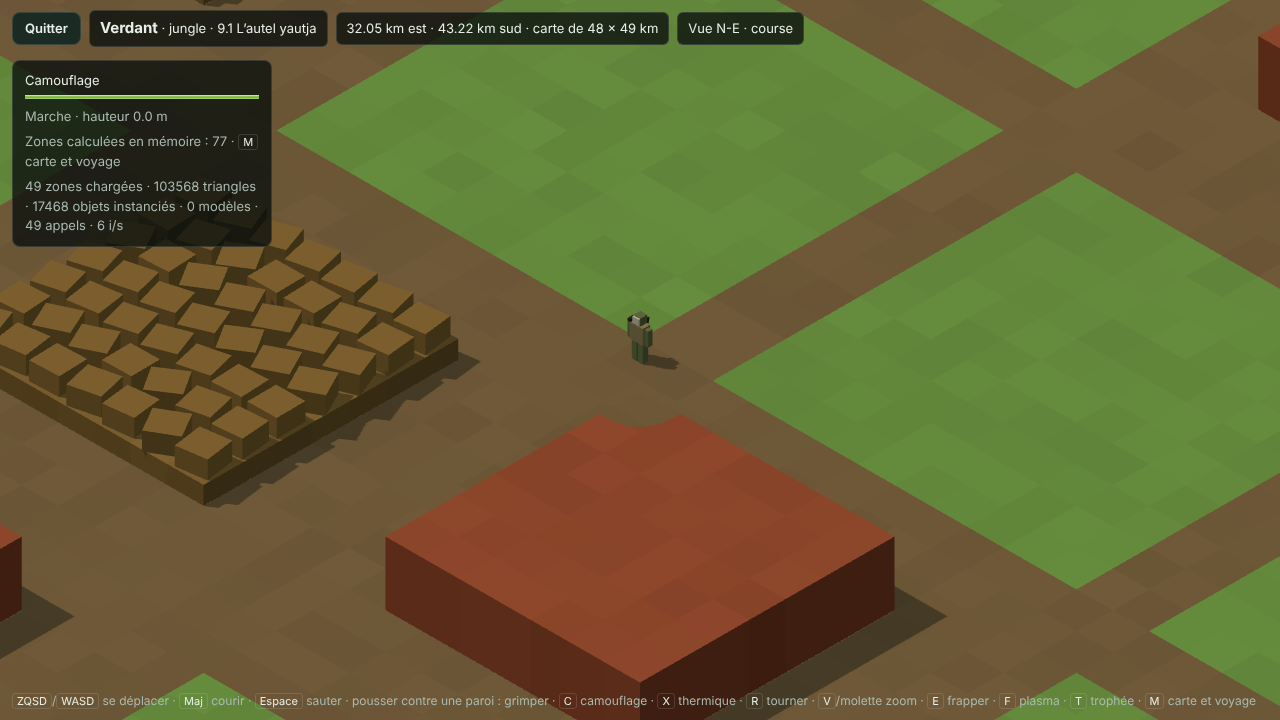 Quitter
Verdant · jungle · 9.1 L'autel yautja
32.05 km est · 43.22 km sud · carte de 48 × 49 km
Vue N-E · course
Camouflage
Marche · hauteur 0.0 m
Zones calculées en mémoire : 77 · M
carte et voyage
49 zones chargées · 103568 triangles
· 17468 objets instanciés · 0 modèles ·
49 appels · 6 i/s
ZQSD / WASD se déplacer · Maj courir · Espace sauter · pousser contre une paroi : grimper · C camouflage · X thermique · R tourner · V /molette zoom · E frapper · F plasma · T trophée · M carte et voyage